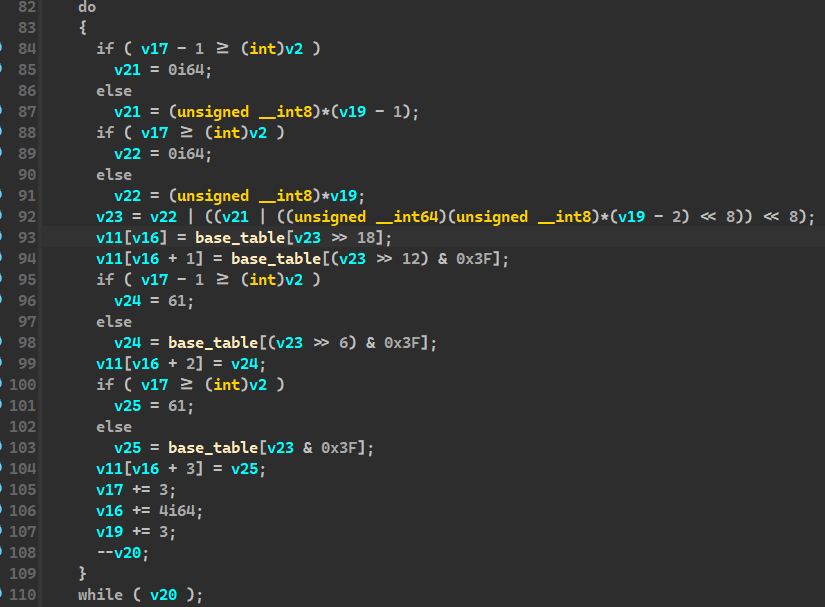 82 do
83 {
84 if ( v17 - 1 ≥ (int)v2 )
85 v21 = 0i64;
86 else
87 v21 = (unsigned __int8)*(v19 - 1);
88 if ( v17 ≥ (int)v2 )
89 v22 = 0i64;
90 else
91 v22 = (unsigned __int8)*v19;
92 v23 = v22 | ((v21 | ((unsigned __int64)(unsigned __int8)*(v19 - 2) << 8)) << 8);
93 v11[v16] = base_table[v23 >> 18];
94 v11[v16 + 1] = base_table[(v23 >> 12) & 0x3F];
95 if ( v17 - 1 ≥ (int)v2 )
96 v24 = 61;
97 else
98 v24 = base_table[(v23 >> 6) & 0x3F];
99 v11[v16 + 2] = v24;
100 if ( v17 ≥ (int)v2 )
101 v25 = 61;
102 else
103 v25 = base_table[v23 & 0x3F];
104 v11[v16 + 3] = v25;
105 v17 += 3;
106 v16 += 4i64;
107 v19 += 3;
108 --v20;
109 }
110 while ( v20 );